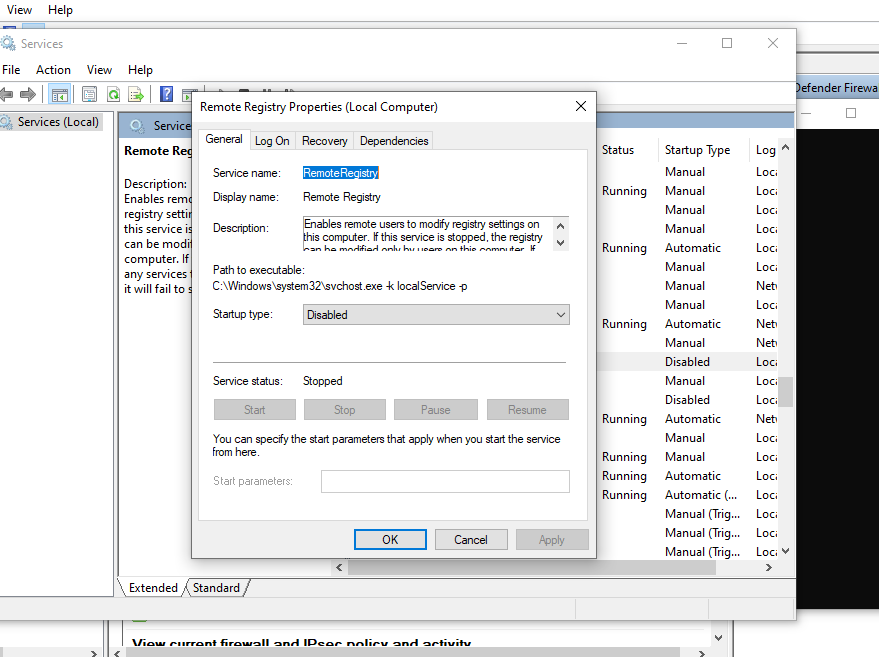 View Help
Services
File Action View Help
Defender Firewa
Services (Local)
Service
Remote Reg
Description:
Enables remo
registry settin
this service is
can be modif
computer. If
any services t
it will fail to s
Remote Registry Properties (Local Computer)
General Log On Recovery Dependencies
Service name: RemoteRegistry
Display name: Remote Registry
Description: Enables remote users to modify registry settings on
this computer. If this service is stopped, the registry
can be modified only by users on this computer. If
Path to executable:
C:\Windows\system32\svchost.exe -k localService -p
Startup type: Disabled
Service status: Stopped
Start Stop Pause Resume
You can specify the start parameters that apply when you start the service
from here.
Start parameters:
OK Cancel Apply
Status Startup Type Log
Manual Loca
Running Manual Loca
Manual Loca
Manual Loca
Running Automatic Loca
Manual Loca
Manual Netw
Manual Loca
Running Automatic Netw
Manual Netw
Disabled Loca
Manual Loca
Disabled Loca
Running Automatic Netw
Manual Loca
Running Manual Loca
Running Automatic Loca
Running Automatic (... Loca
Manual (Trig... Loca
Manual (Trig... Loca
Manual (Trig... Loca
Extended Standard
View current firewall and IPsec policy and activity